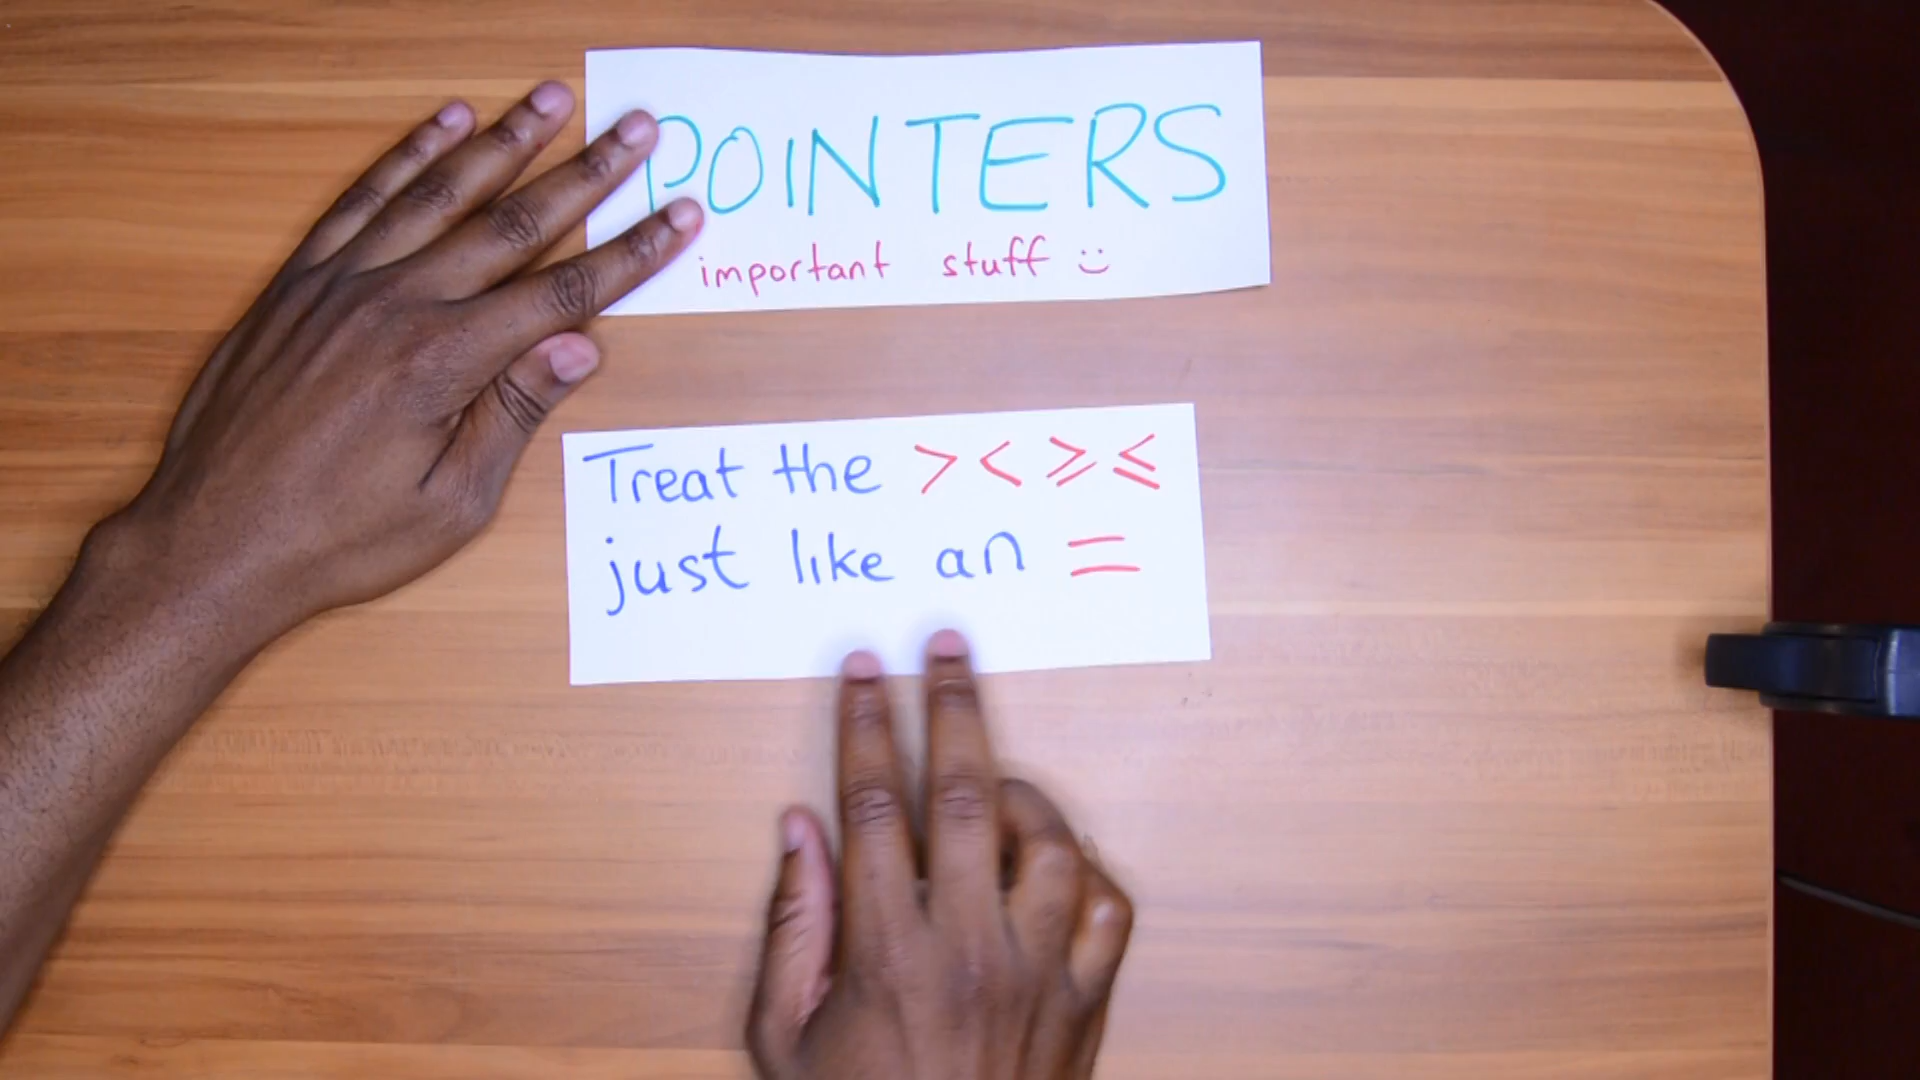 POINTERS
important stuff :)
Treat the > < ≥ ≤
just like an =